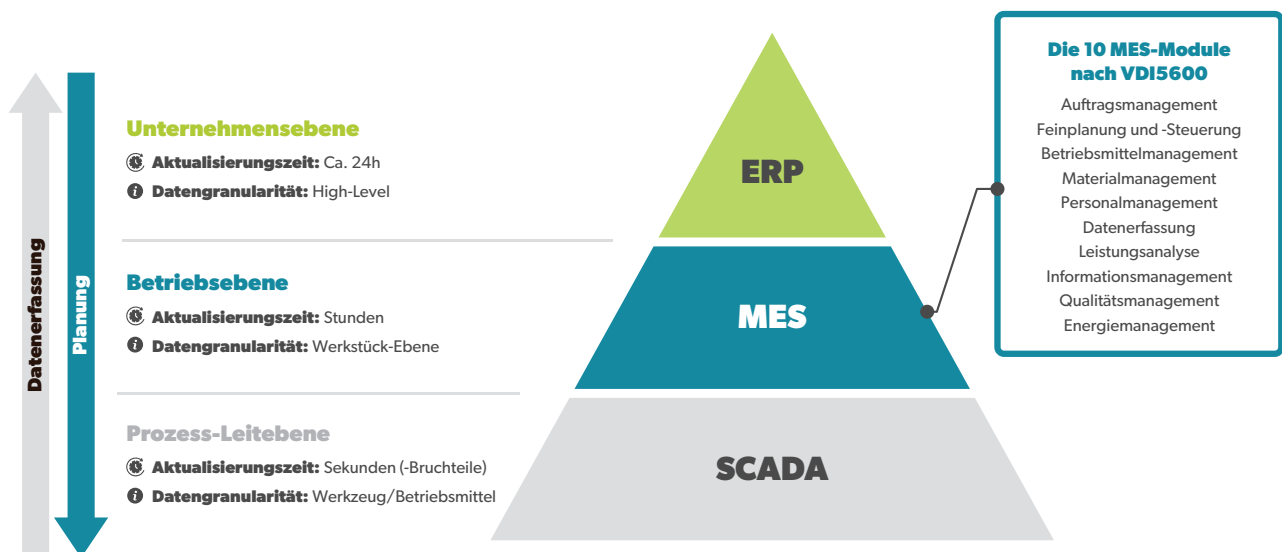 Datenerfassung
Planung
Unternehmensebene
Aktualisierungszeit: Ca. 24h
Datengranularität: High-Level
Betriebsebene
Aktualisierungszeit: Stunden
Datengranularität: Werkstück-Ebene
Prozess-Leitebene
Aktualisierungszeit: Sekunden (-Bruchteile)
Datengranularität: Werkzeug/Betriebsmittel
ERP
MES
SCADA
Die 10 MES-Module
nach VDI5600
Auftragsmanagement
Feinplanung und -Steuerung
Betriebsmittelmanagement
Materialmanagement
Personalmanagement
Datenerfassung
Leistungsanalyse
Informationsmanagement
Qualitätsmanagement
Energiemanagement